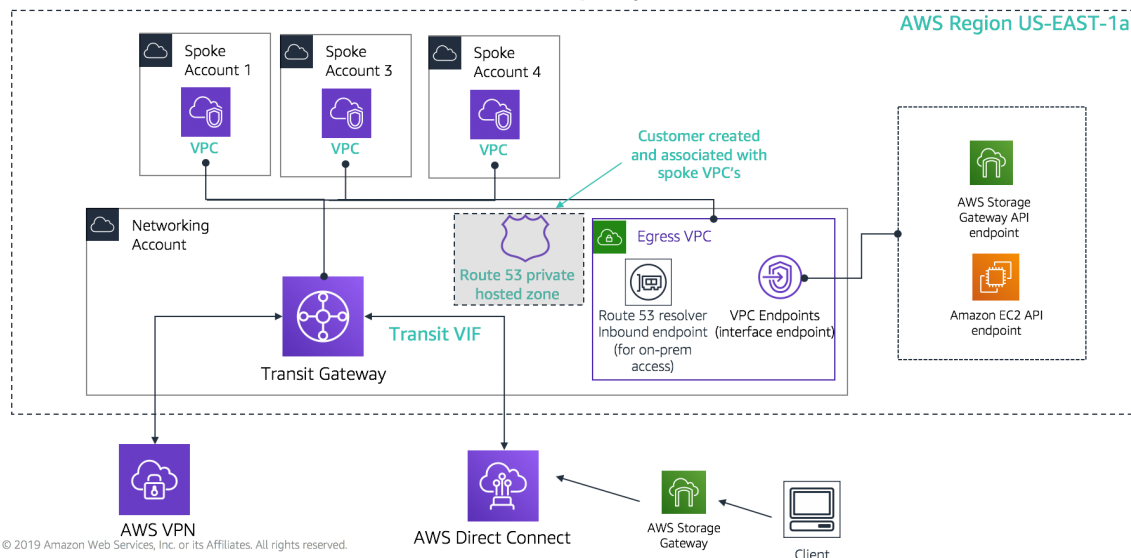 AWS Region US-EAST-1a
Spoke
Account 1
VPC
Spoke
Account 3
VPC
Spoke
Account 4
VPC
Customer created
and associated with
spoke VPC's
AWS Storage
Gateway API
endpoint
Amazon EC2 API
endpoint
Networking
Account
Transit Gateway
Transit VIF
Route 53 private
hosted zone
Egress VPC
Route 53 resolver
Inbound endpoint
(for on-prem
access)
VPC Endpoints
(interface endpoint)
AWS VPN
AWS Direct Connect
AWS Storage
Gateway
Client
© 2019 Amazon Web Services, Inc. or its Affiliates. All rights reserved.